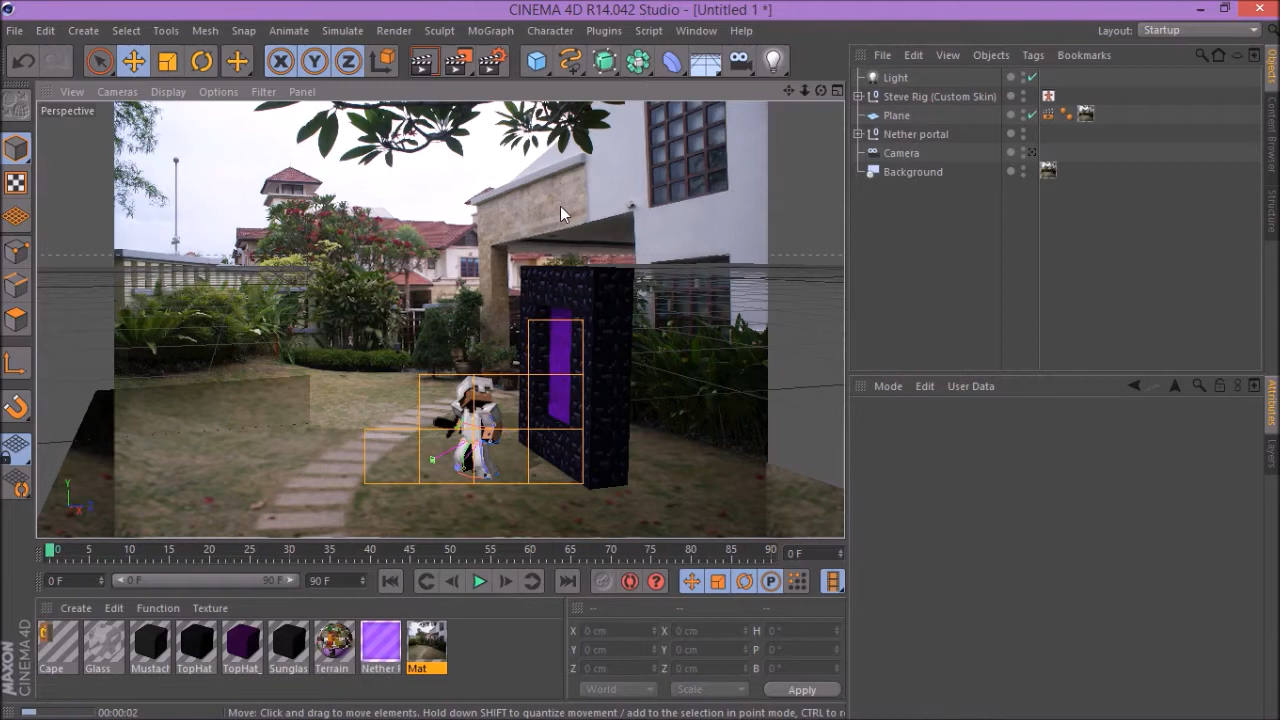 CINEMA 4D R14.042 Studio - [Untitled 1 *]
File Edit Create Select Tools Mesh Snap Animate Simulate Render Sculpt MoGraph Character Plugins Script Window Help
Layout: Startup
File Edit View Objects Tags Bookmarks
View Cameras Display Options Filter Panel
Perspective
Light
Steve Rig (Custom Skin)
Plane
Nether portal
Camera
Background
Objects
Content Browser
Structure
Mode Edit User Data
Attributes
Layers
X Y Z
Y
X Z
0 5 10 15 20 25 30 35 40 45 50 55 60 65 70 75 80 85 90 0 F
0 F 0 F 90 F 90 F
P
Create Edit Function Texture
-- -- --
Cape Glass Mustach TopHat TopHat_ Sunglas Terrain Nether Mat
X 0 cm X 0 cm H 0 °
Y 0 cm Y 0 cm P 0 °
Z 0 cm Z 0 cm B 0 °
World Scale Apply
MAXON
CINEMA 4D
00:00:02 Move: Click and drag to move elements. Hold down SHIFT to quantize movement / add to the selection in point mode, CTRL to r